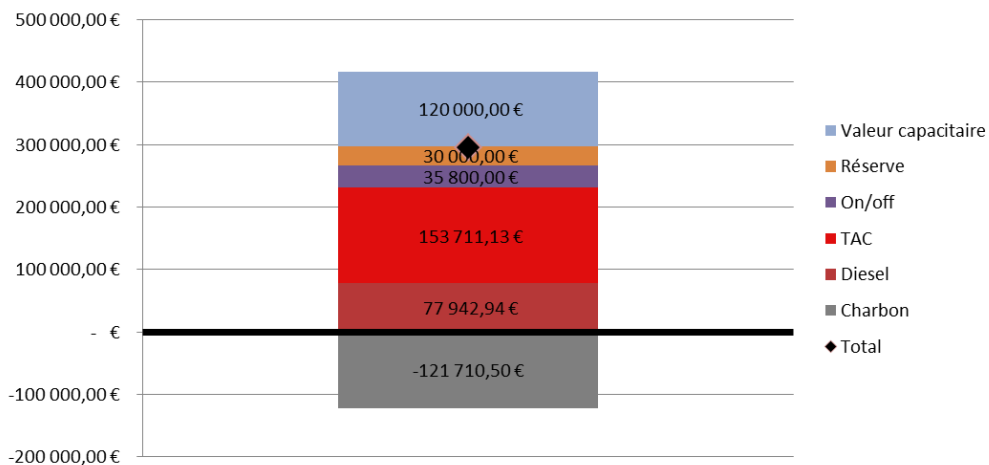 500 000,00 €
400 000,00 €
300 000,00 €
200 000,00 €
100 000,00 €
- €
-100 000,00 €
-200 000,00 €
120 000,00 €
30 000,00 €
35 800,00 €
153 711,13 €
77 942,94 €
-121 710,50 €
Valeur capacitaire
Réserve
On/off
TAC
Diesel
Charbon
Total